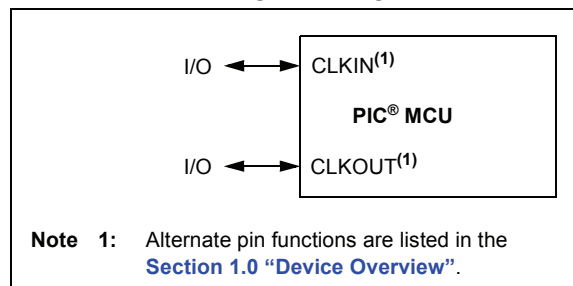 I/O CLKIN(1)
PIC® MCU
I/O CLKOUT(1)
Note 1: Alternate pin functions are listed in the
Section 1.0 “Device Overview”.